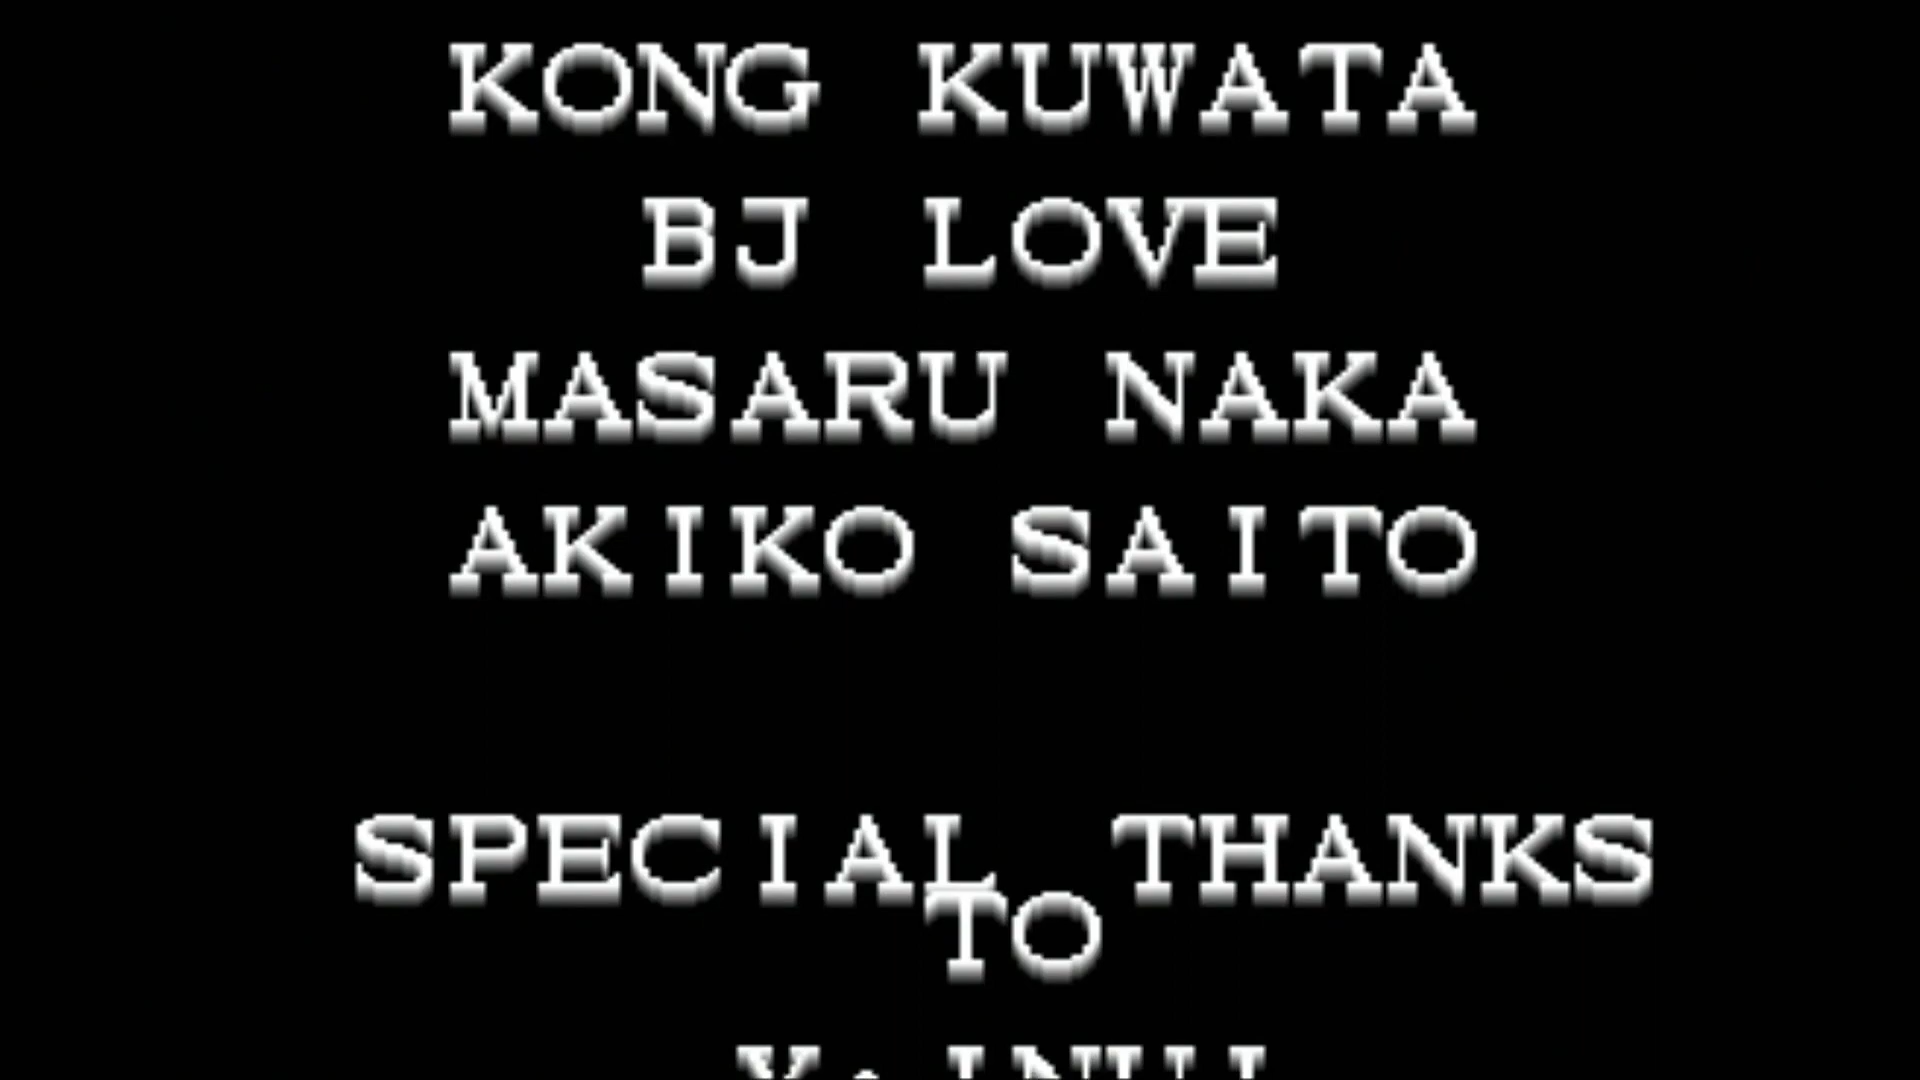 KONG KUWATA
BJ LOVE
MASARU NAKA
AKIKO SAITO
SPECIAL THANKS
TO